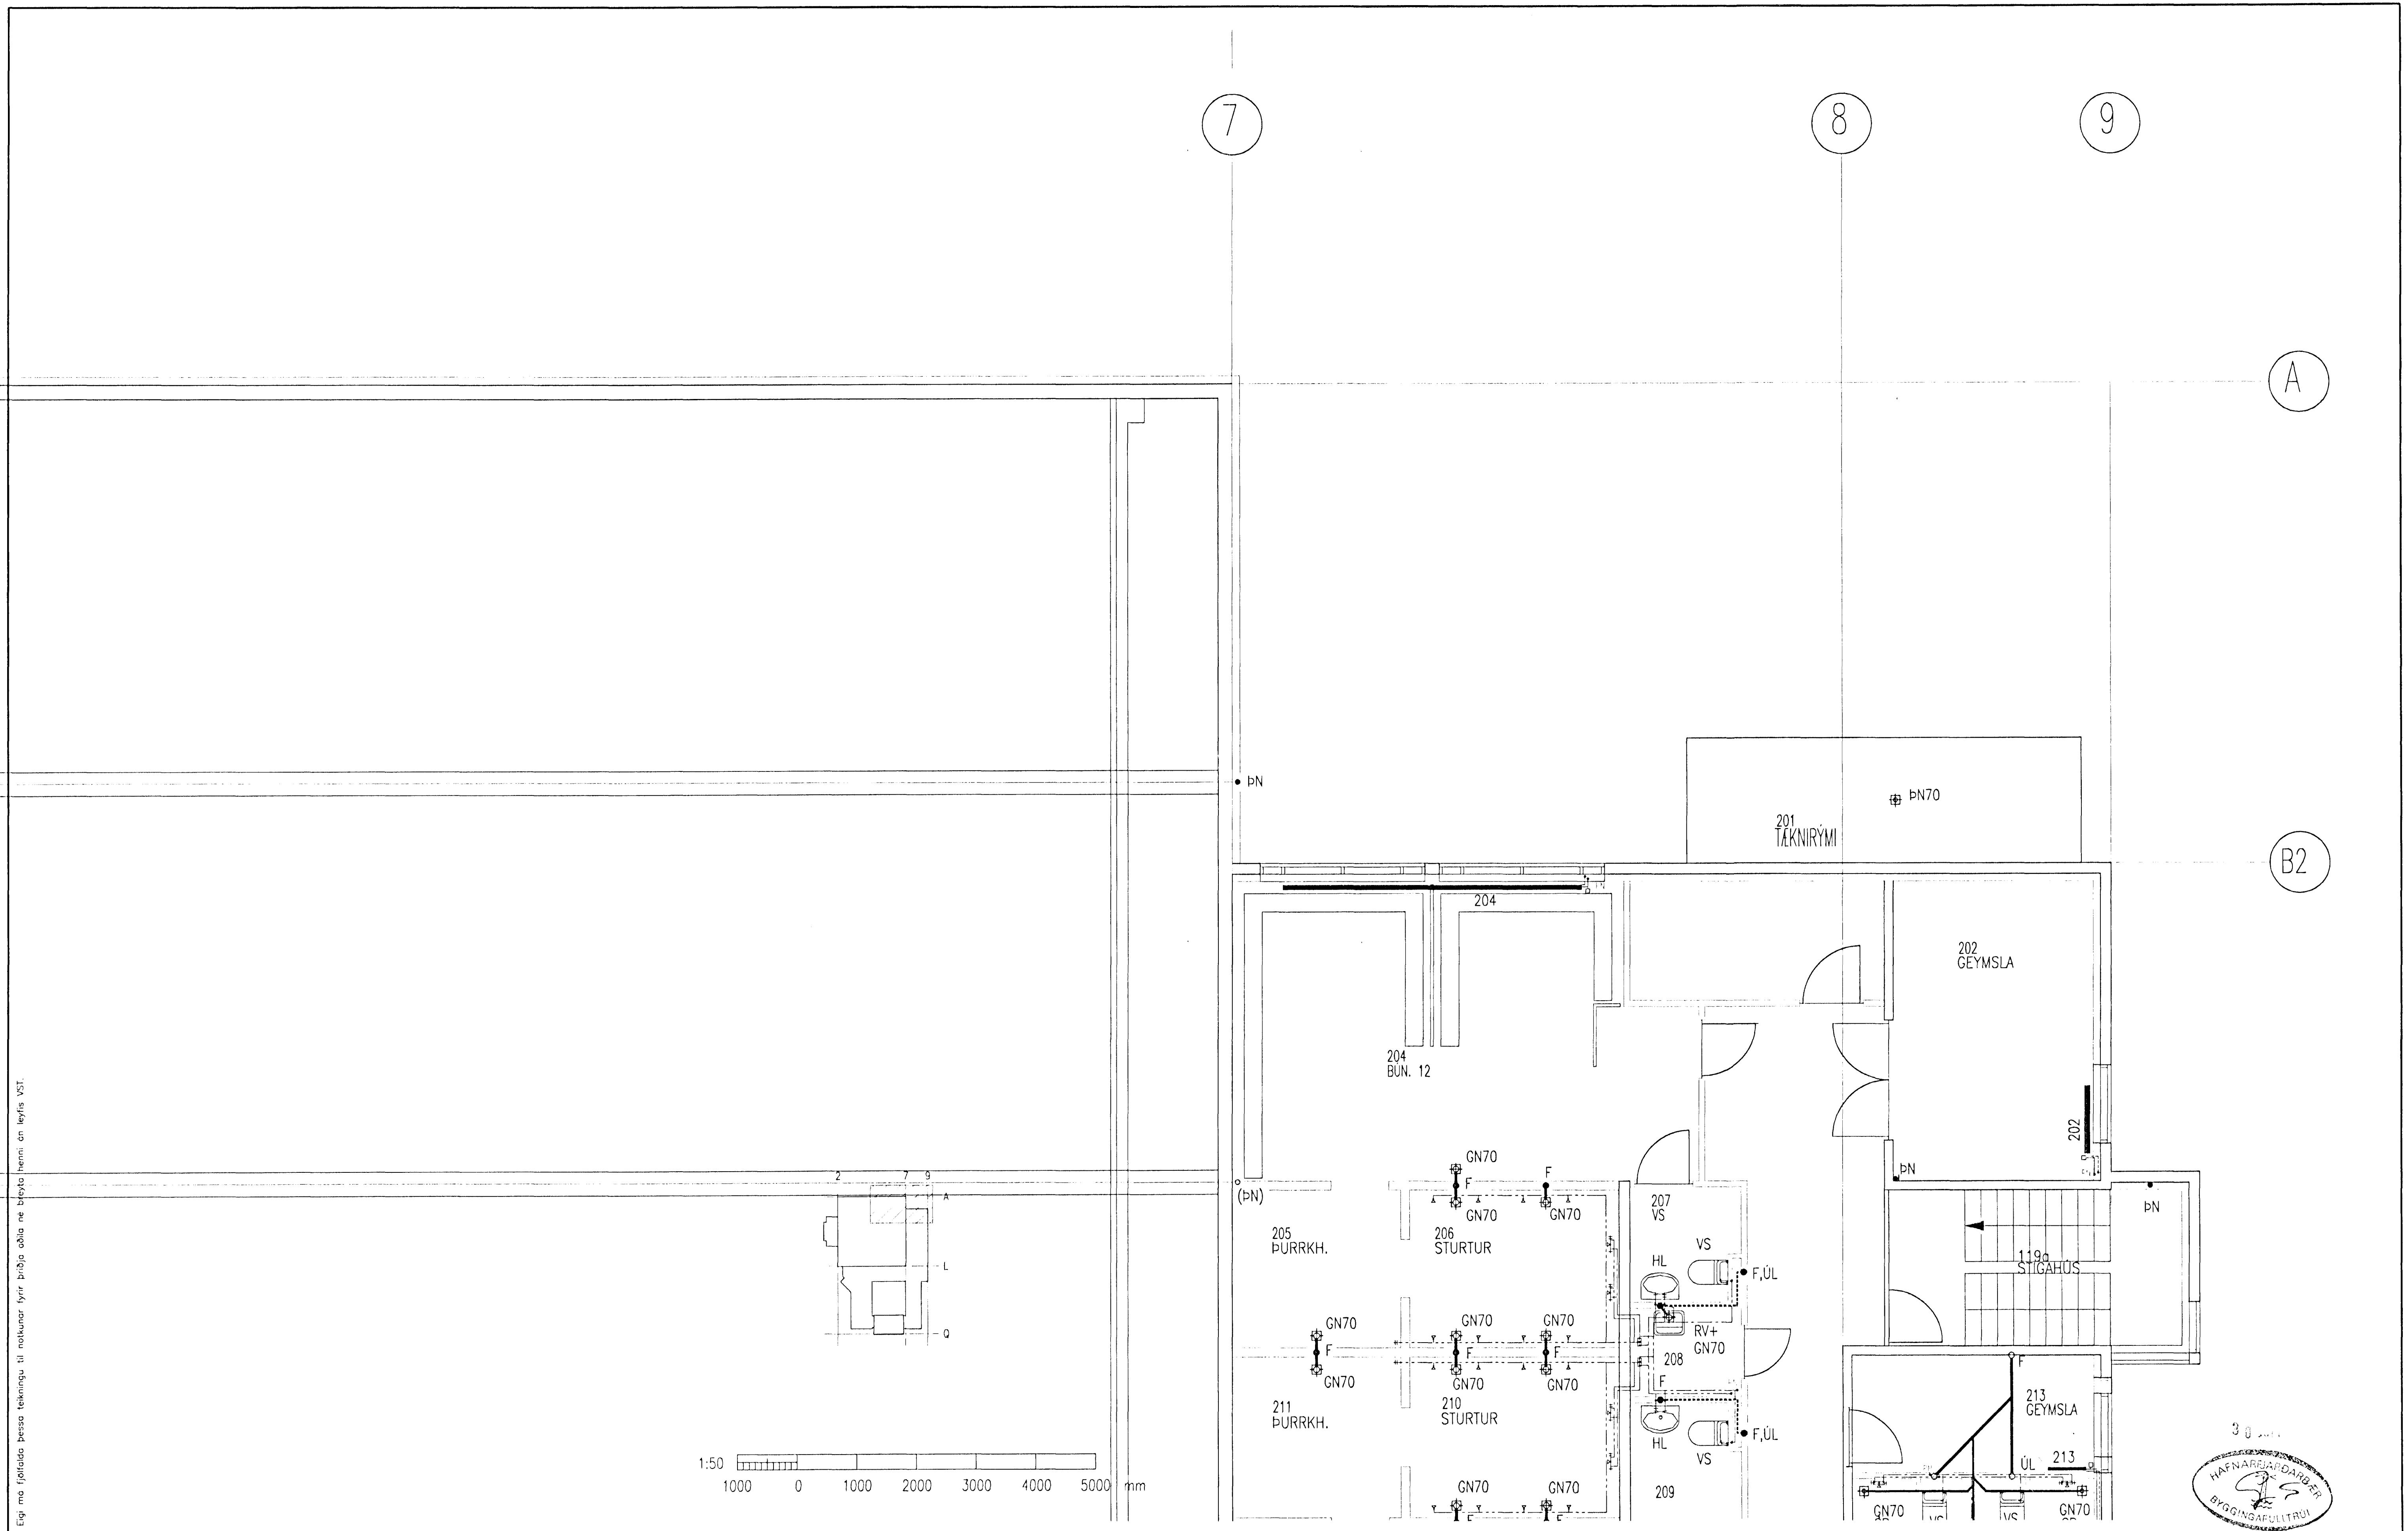 7
8
9
A
ÞN
ÞN70
201
TÆKNIRÝMI
B2
204
202
GEYMSLA
204
BÚN. 12
202
Eigi má fjölfalda þessa teikningu til notkunar fyrir þriðja aðila né breyta henni án leyfis VST.
2 7 9
A
L
Q
(ÞN)
GN70
F
F
GN70
GN70
ÞN
ÞN
205
ÞURRKH.
206
STURTUR
207
VS
VS
HL
F,ÚL
119a
STIGAHÚS
GN70
GN70
GN70
F
F
F
RV+
GN70
208
GN70
GN70
GN70
F
211
ÞURRKH.
210
STURTUR
F,ÚL
HL
VS
F
213
GEYMSLA
ÚL
213
1:50
1000 0 1000 2000 3000 4000 5000 mm
GN70
GN70
F
F
209
GN70
VS
VS
GN70
HAFNARFJARÐARBÆR
BYGGINGAFULLTRÚI